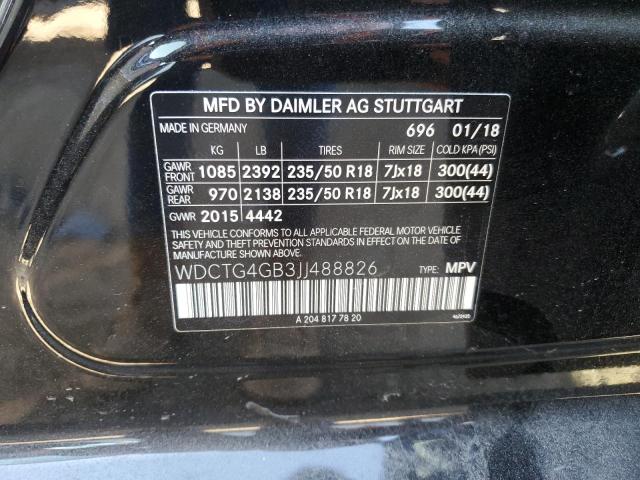 MFD BY DAIMLER AG STUTTGART
MADE IN GERMANY 696 01/18
KG LB TIRES RIM SIZE COLD KPA(PSI)
GAWR FRONT 1085 2392 235/50 R18 7Jx18 300(44)
GAWR REAR 970 2138 235/50 R18 7Jx18 300(44)
GVWR 2015 4442
THIS VEHICLE CONFORMS TO ALL APPLICABLE FEDERAL MOTOR VEHICLE
SAFETY AND THEFT PREVENTION STANDARDS IN EFFECT ON THE DATE OF
MANUFACTURE SHOWN ABOVE.
WDCTG4GB3JJ488826 TYPE: MPV
A 204 817 78 20